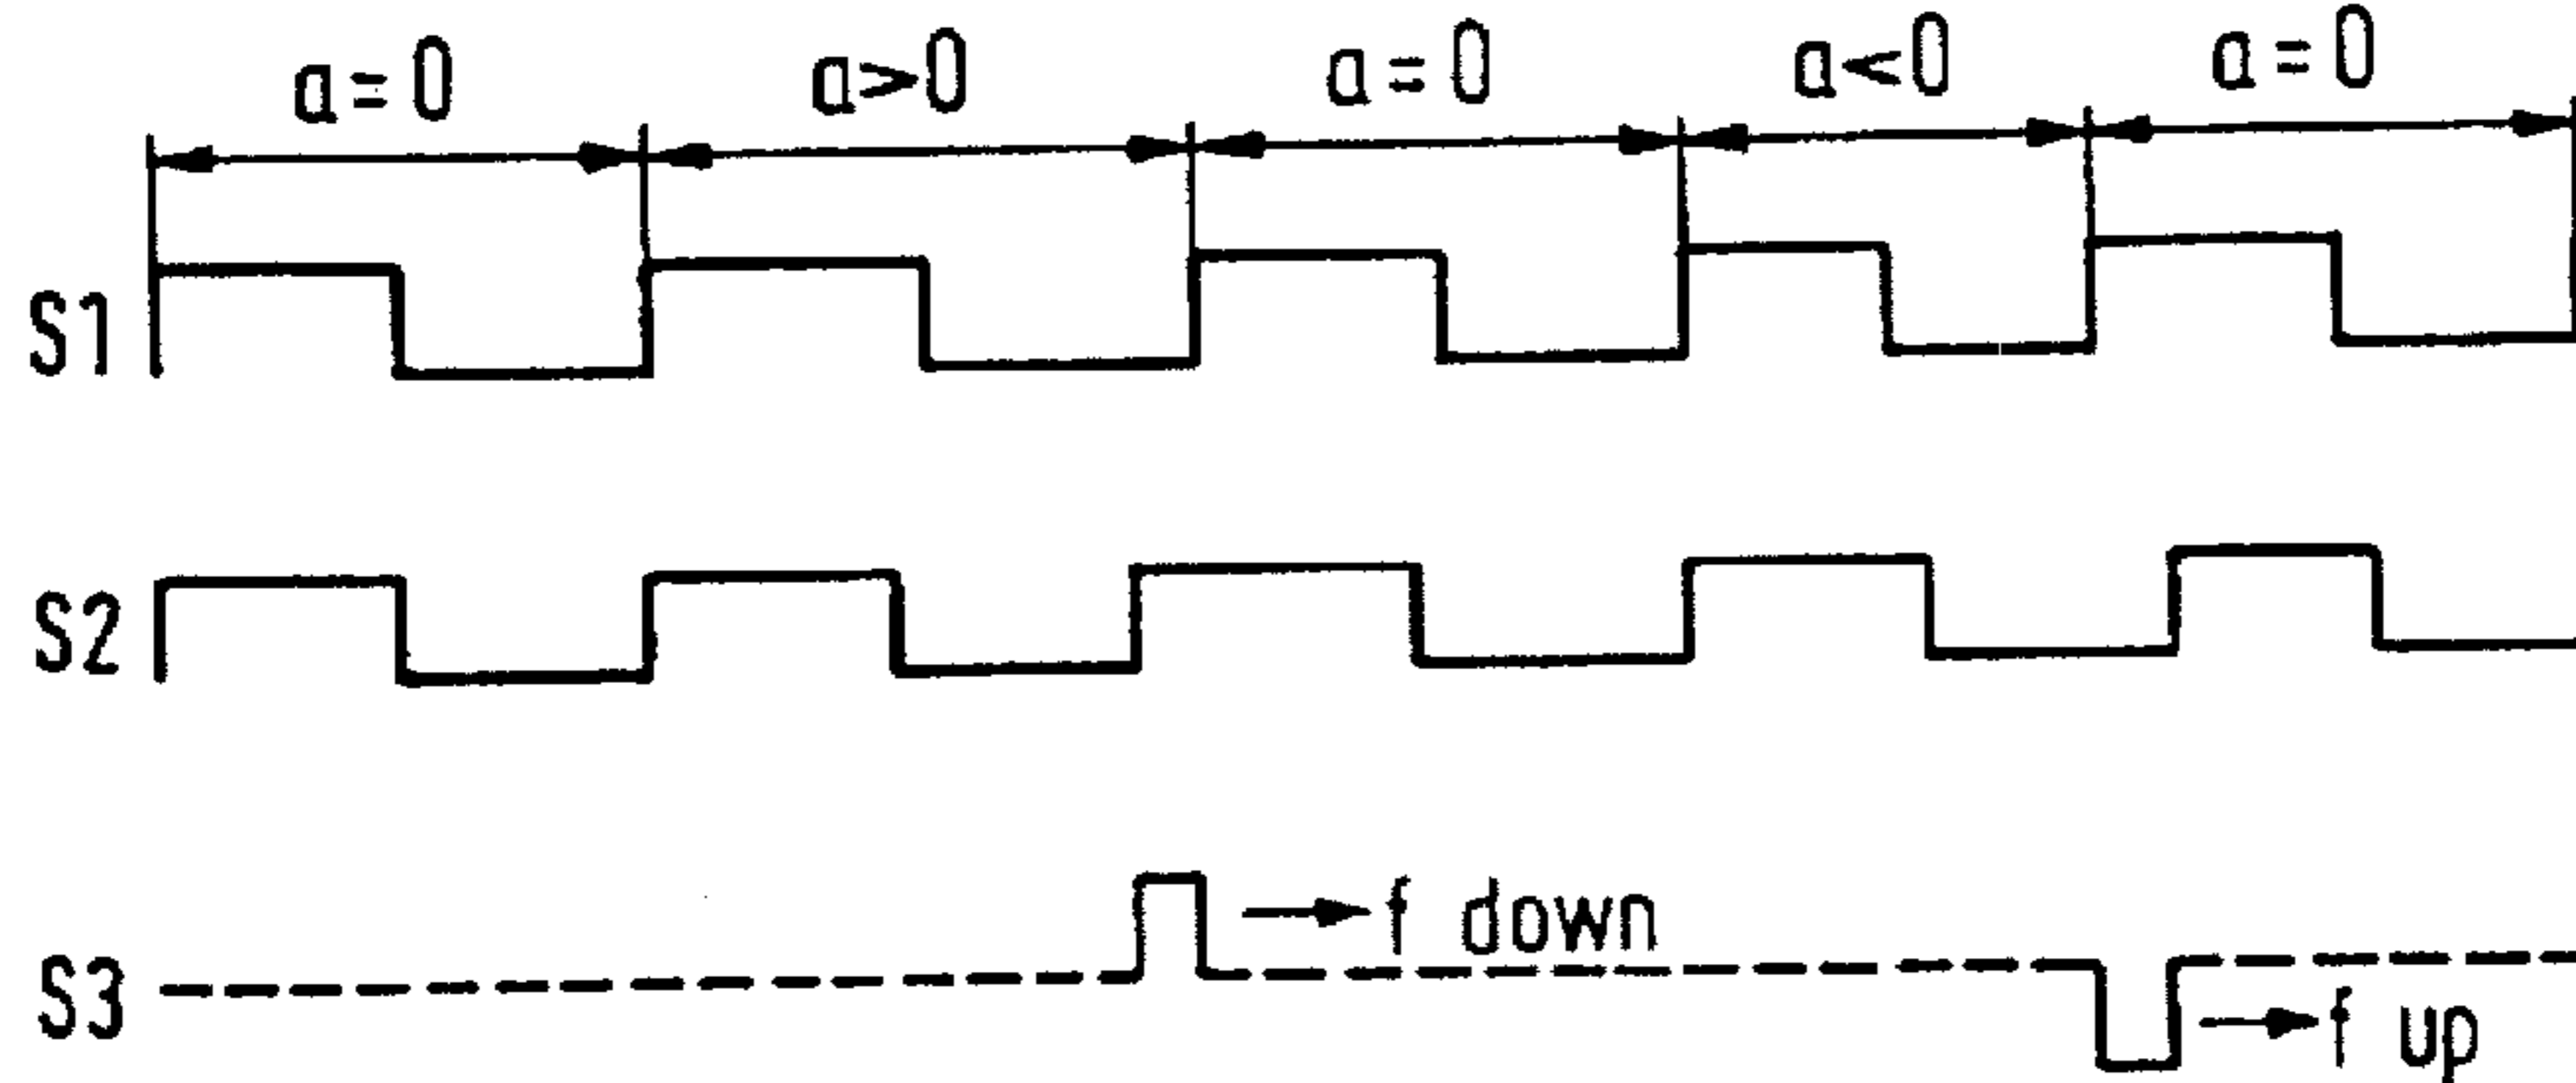 a = 0 a>0 a = 0 a<0 a = 0
S1
S2
f down
S3
f up